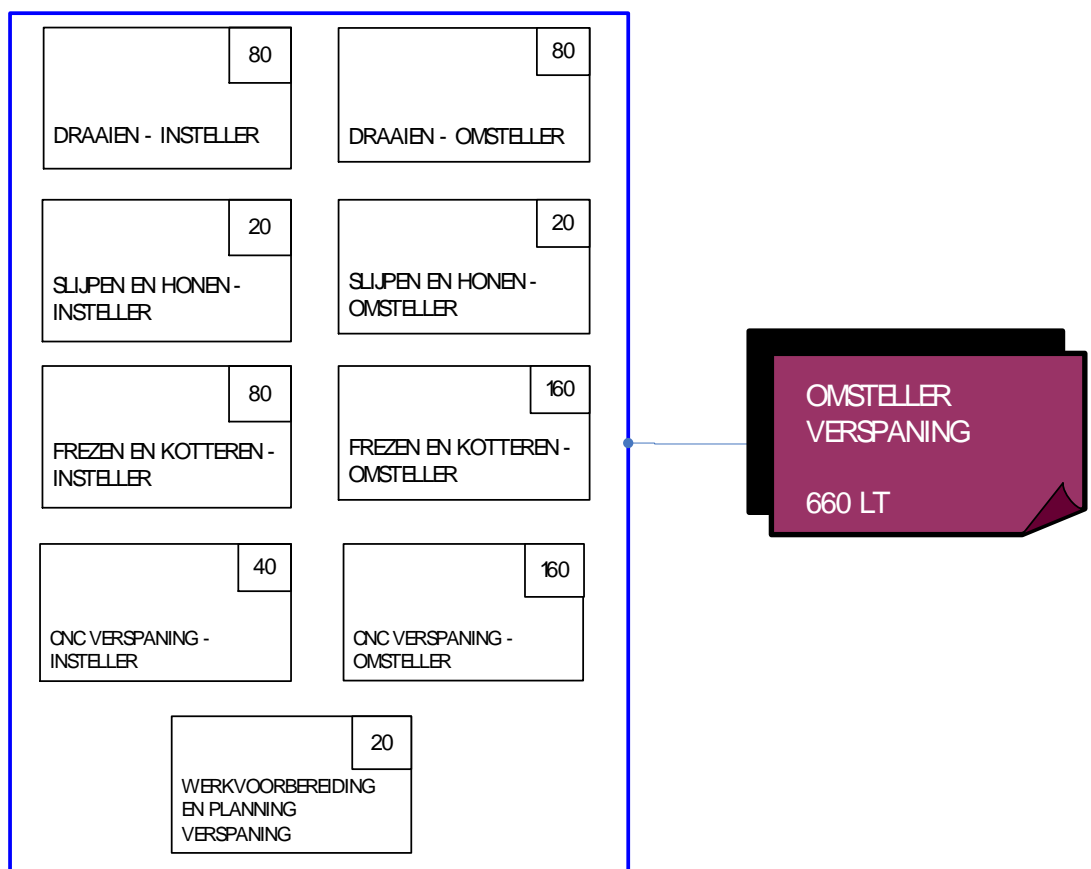 80
DRAAIEN - INSTELLER
80
DRAAIEN - OMSTELLER
20
SLIJPEN EN HONEN -
INSTELLER
20
SLIJPEN EN HONEN -
OMSTELLER
80
FREZEN EN KOTTEREN -
INSTELLER
160
FREZEN EN KOTTEREN -
OMSTELLER
40
CNC VERSPANING -
INSTELLER
160
CNC VERSPANING -
OMSTELLER
20
WERKVOORBEREIDING
EN PLANNING
VERSPANING
OMSTELLER
VERSPANING
660 LT